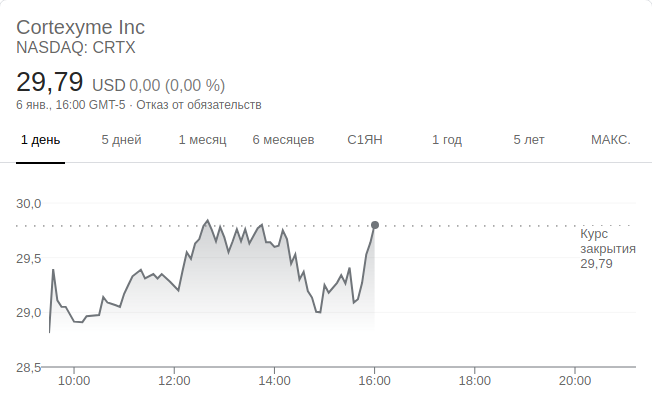 Cortexyme Inc
NASDAQ: CRTX
29,79 USD 0,00 (0,00 %)
6 янв., 16:00 GMT-5 · Отказ от обязательств
1 день 5 дней 1 месяц 6 месяцев С1ЯН 1 год 5 лет МАКС.
30,0
Курс
закрытия
29,5
29,79
29,0
28,5
10:00 12:00 14:00 16:00 18:00 20:00